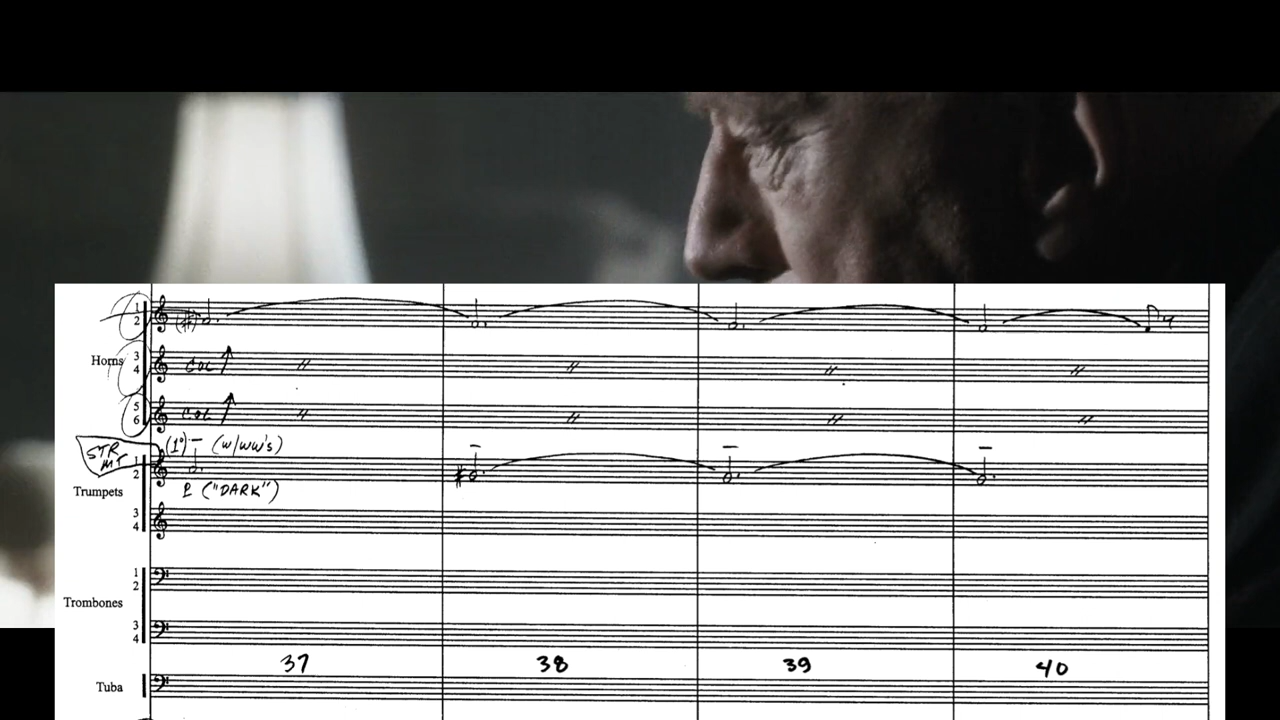 1
2
Horns
3
4
COL
5
6
COL
STR
MT
(1°) (w/ww's)
Trumpets
1
2
P ("DARK")
3
4
Trombones
1
2
3
4
37 38 39 40
Tuba